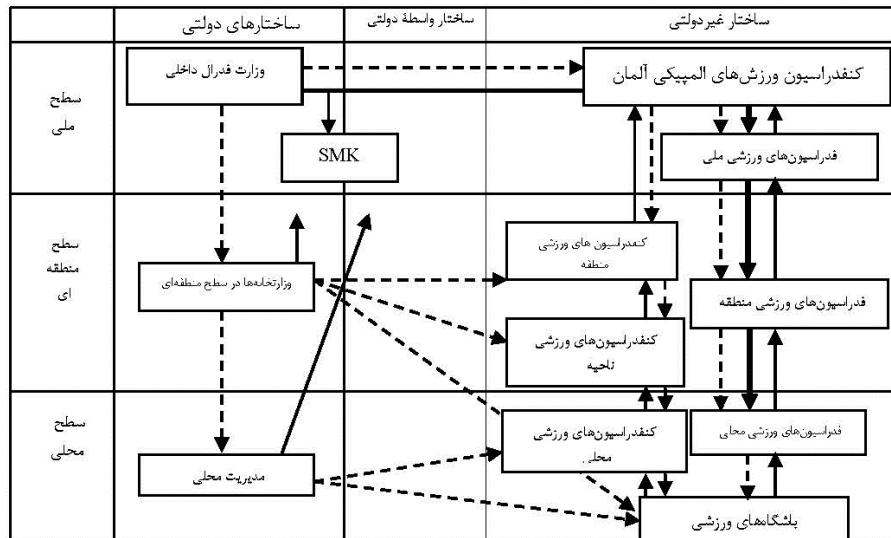 ساختار غیردولتی
ساختار واسطهٔ دولتی
ساختارهای دولتی
سطح
ملی
کنفدراسیون ورزش‌های المپیکی آلمان
وزارت فدرال داخلی
SMK
فدراسیون‌های ورزشی ملی
سطح
منطقه
ای
کنفدراسیون های ورزشی
منطقه
وزارتخانه‌ها در سطح منطقه‌ای
فدراسیون‌های ورزشی منطقه
کنفدراسیون‌های ورزشی
ناحیه
سطح
محلی
کنفدراسیون‌های ورزشی
محلی
فدراسیون‌های ورزشی محلی
مدیریت محلی
باشگاه‌های ورزشی